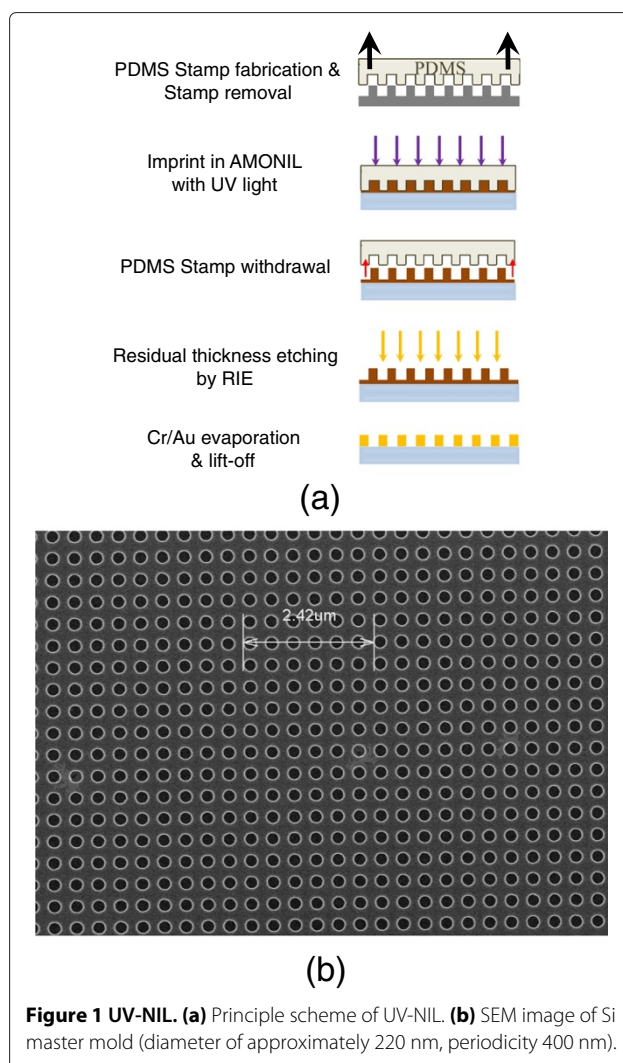 PDMS Stamp fabrication &
Stamp removal
PDMS
Imprint in AMONIL
with UV light
PDMS Stamp withdrawal
Residual thickness etching
by RIE
Cr/Au evaporation
& lift-off
(a)
2.42um
(b)
Figure 1 UV-NIL. (a) Principle scheme of UV-NIL. (b) SEM image of Si
master mold (diameter of approximately 220 nm, periodicity 400 nm).